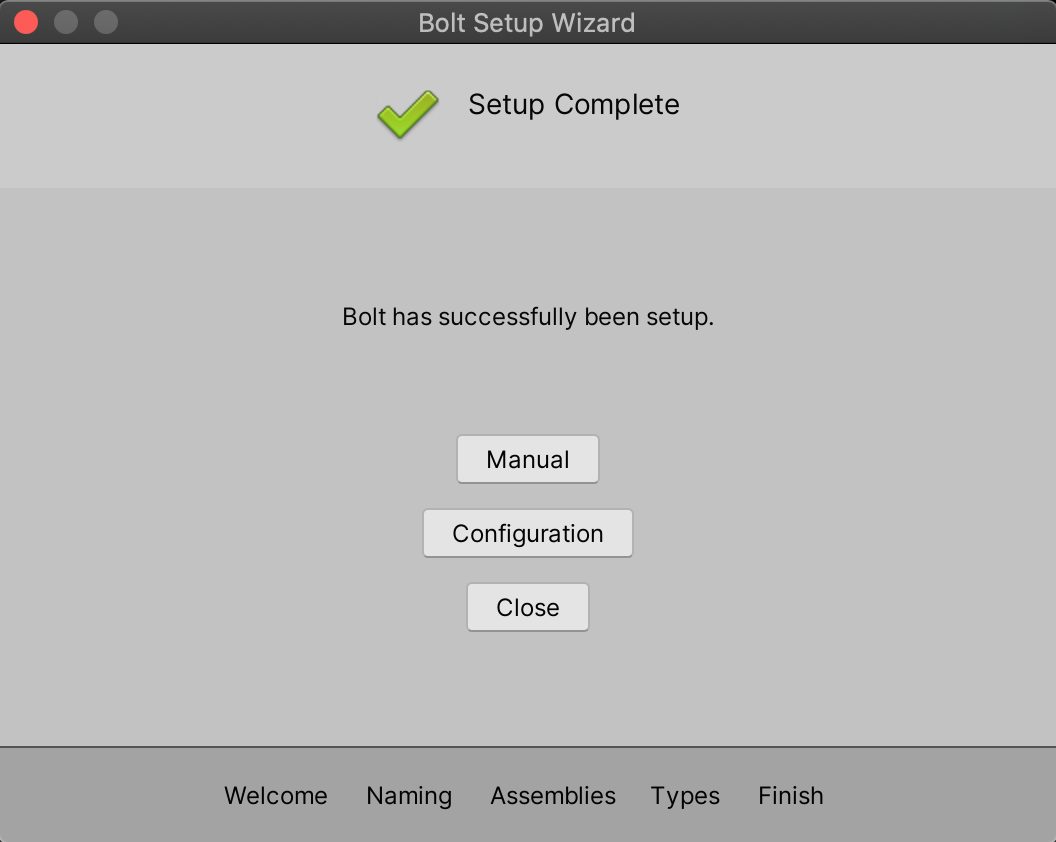 Bolt Setup Wizard
Setup Complete
Bolt has successfully been setup.
Manual
Configuration
Close
Welcome Naming Assemblies Types Finish